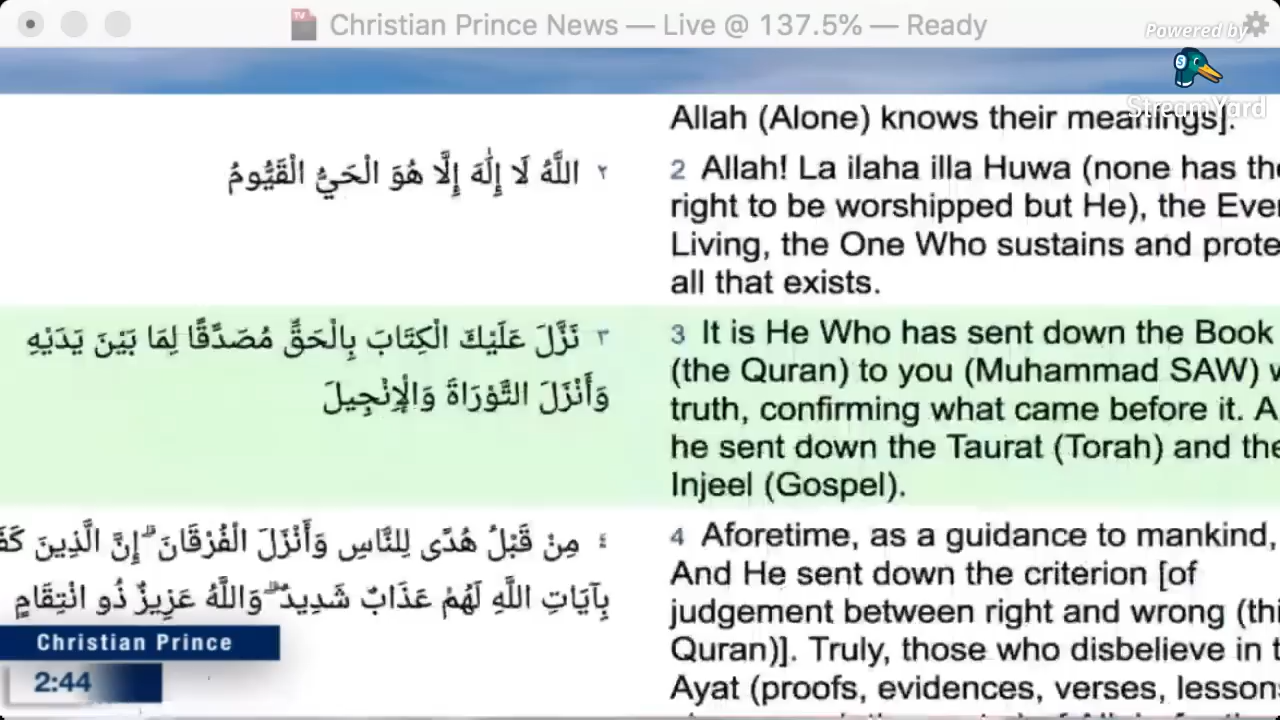 Christian Prince News — Live @ 137.5% — Ready
Powered by
StreamYard
Allah (Alone) knows their meanings].
٢ اللَّهُ لَا إِلَٰهَ إِلَّا هُوَ الْحَيُّ الْقَيُّومُ
2 Allah! La ilaha illa Huwa (none has the
right to be worshipped but He), the Ever
Living, the One Who sustains and prote
all that exists.
٣ نَزَّلَ عَلَيْكَ الْكِتَابَ بِالْحَقِّ مُصَدِّقًا لِمَا بَيْنَ يَدَيْهِ
وَأَنْزَلَ التَّوْرَاةَ وَالْإِنْجِيلَ
3 It is He Who has sent down the Book
(the Quran) to you (Muhammad SAW) w
truth, confirming what came before it. A
he sent down the Taurat (Torah) and the
Injeel (Gospel).
٤ مِنْ قَبْلُ هُدًى لِلنَّاسِ وَأَنْزَلَ الْفُرْقَانَ ۗ إِنَّ الَّذِينَ كَفَ
بِآيَاتِ اللَّهِ لَهُمْ عَذَابٌ شَدِيدٌ ۗ وَاللَّهُ عَزِيزٌ ذُو انْتِقَامٍ
4 Aforetime, as a guidance to mankind,
And He sent down the criterion [of
judgement between right and wrong (thi
Quran)]. Truly, those who disbelieve in t
Ayat (proofs, evidences, verses, lessons
Christian Prince
2:44